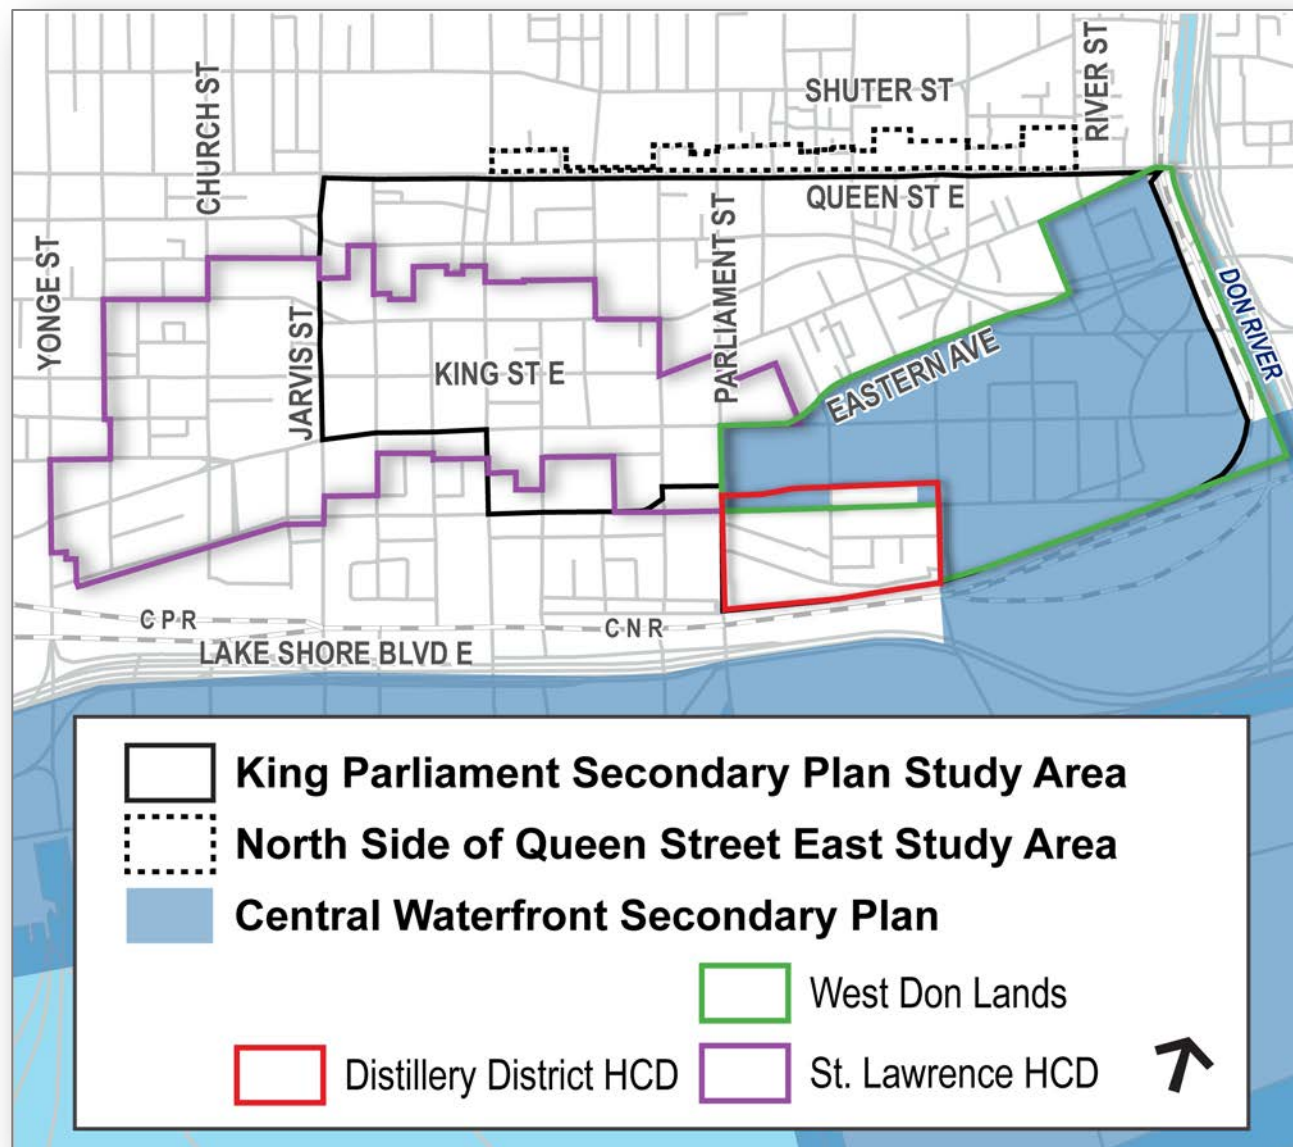 SHUTER ST
RIVER ST
CHURCH ST
QUEEN ST E
PARLIAMENT ST
YONGE ST
DON RIVER
JARVIS ST
KING ST E
EASTERN AVE
C P R
C N R
LAKE SHORE BLVD E
King Parliament Secondary Plan Study Area
North Side of Queen Street East Study Area
Central Waterfront Secondary Plan
West Don Lands
Distillery District HCD
St. Lawrence HCD